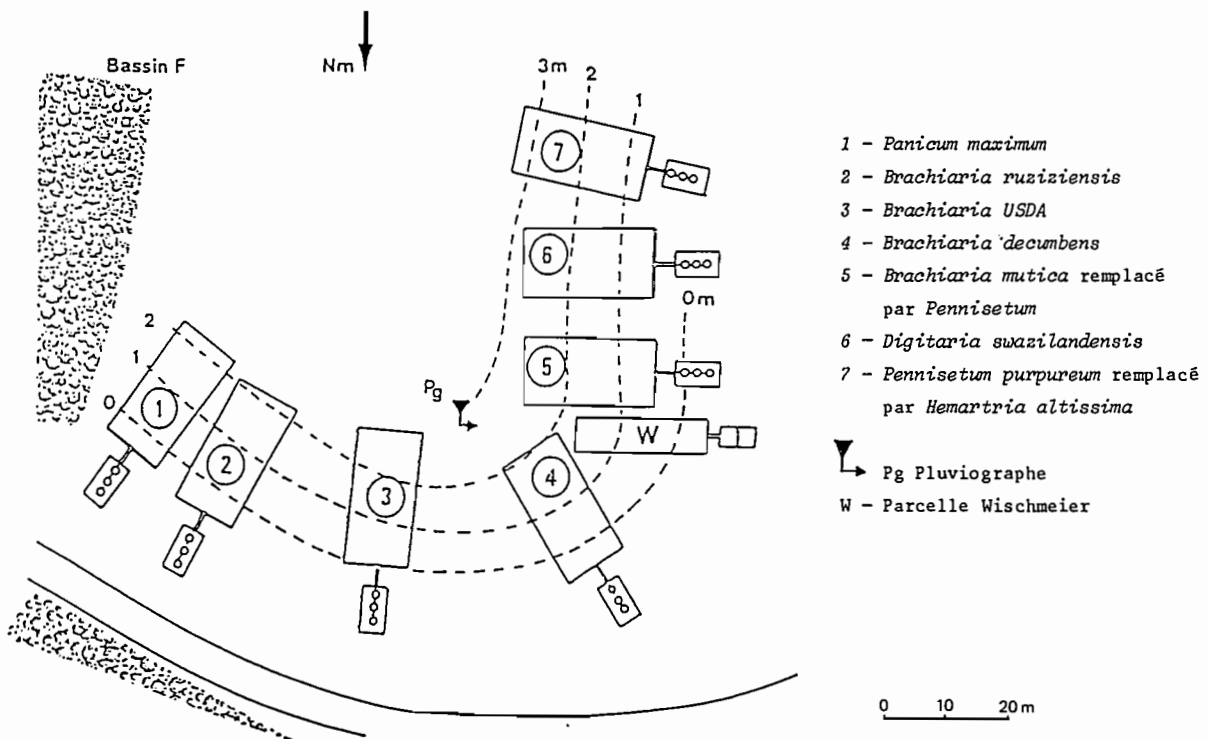 Bassin F
Nm
3m
2
1
7
6
0m
5
Pg
W
2
1
0
1
2
3
4
1 - Panicum maximum
2 - Brachiaria ruziziensis
3 - Brachiaria USDA
4 - Brachiaria decumbens
5 - Brachiaria mutica remplacé
par Pennisetum
6 - Digitaria swazilandensis
7 - Pennisetum purpureum remplacé
par Hemartria altissima
Pg Pluviographe
W - Parcelle Wischmeier
0 10 20m